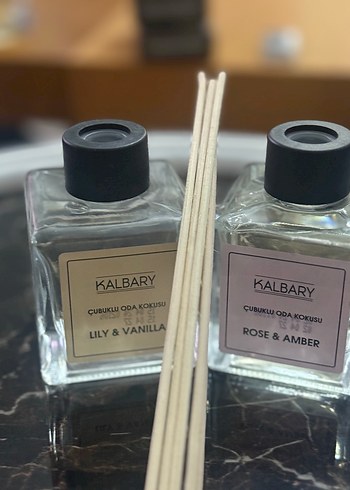 KALBARY
ÇUBUKLU ODA KOKUSU
LILY & VANILLA
KALBARY
ÇUBUKLU ODA KOKUSU
ROSE & AMBER